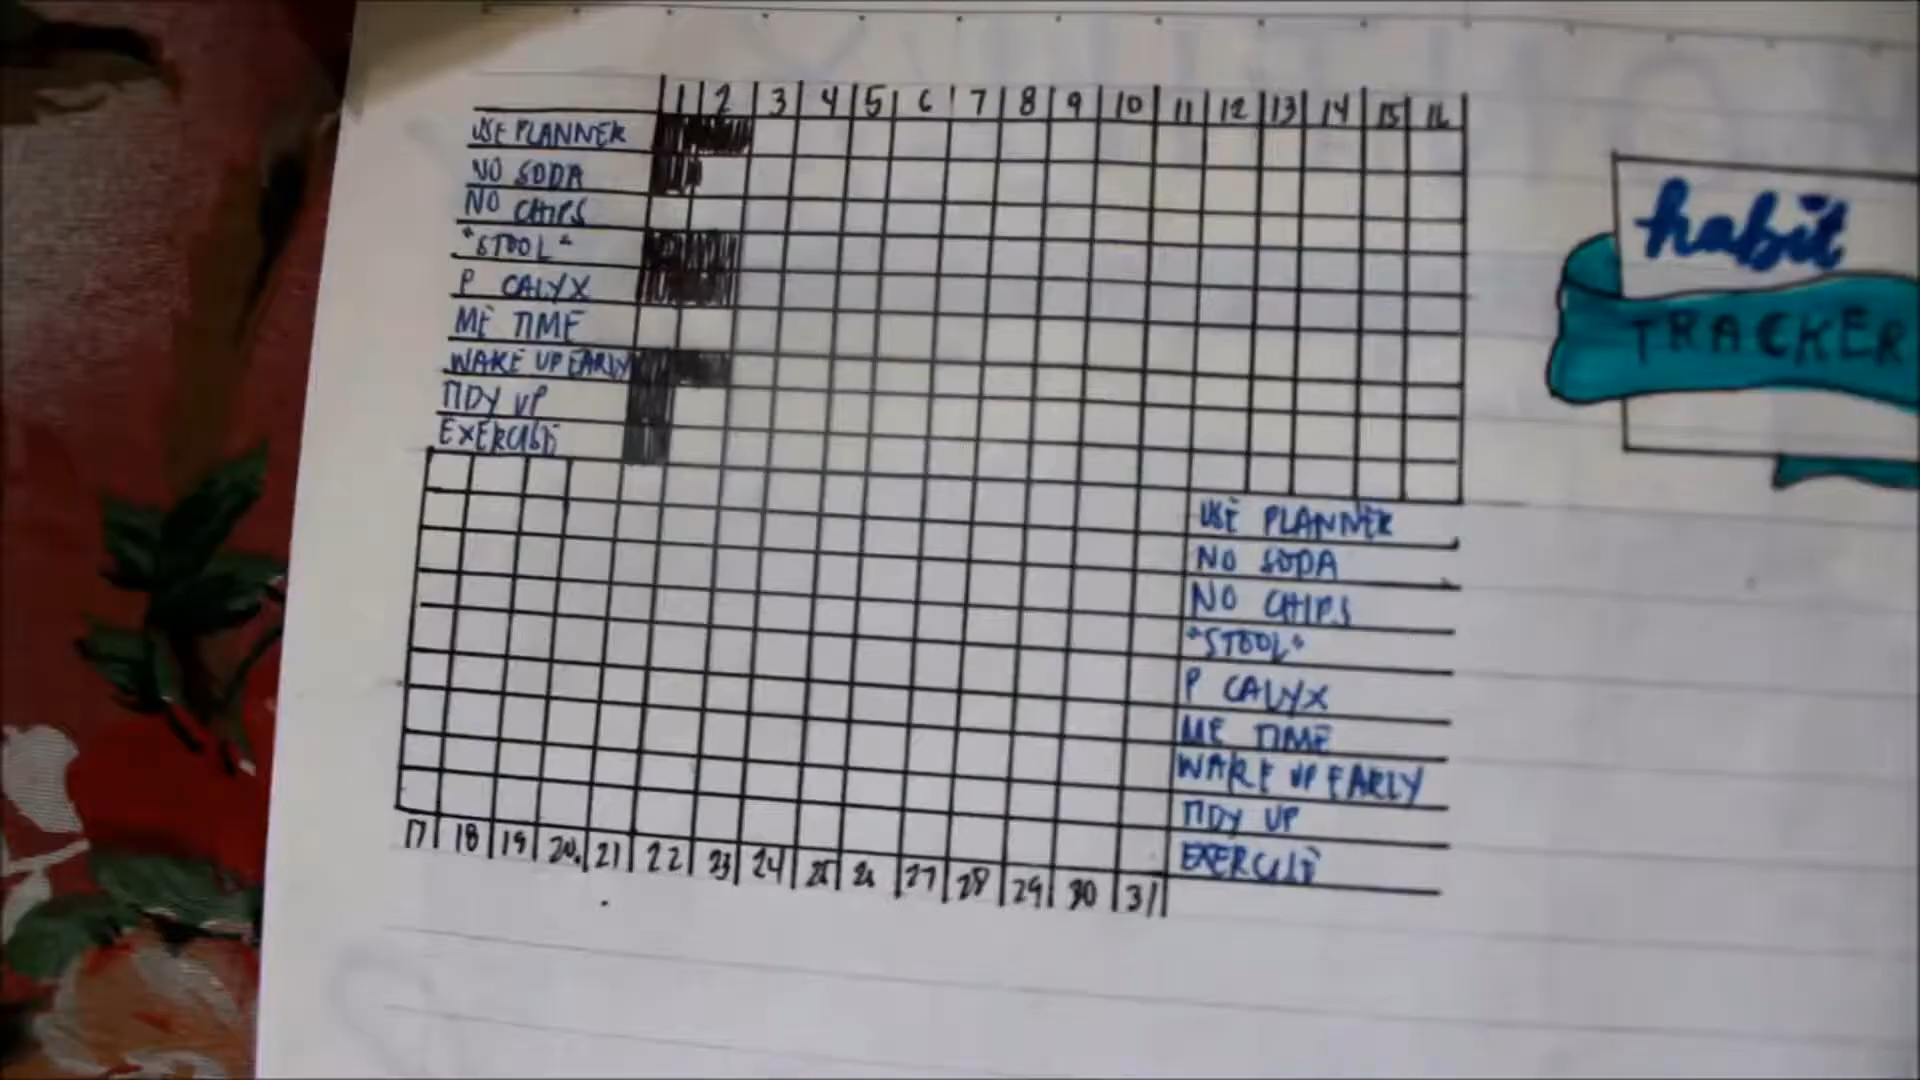 1 2 3 4 5 6 7 8 9 10 11 12 13 14 15 16
USE PLANNER
NO SODA
NO CHIPS
"STOOL"
P CALYX
ME TIME
WAKE UP EARLY
TIDY UP
EXERCISE
habit
TRACKER
USE PLANNER
NO SODA
NO CHIPS
"STOOL"
P CALYX
ME TIME
WAKE UP EARLY
TIDY UP
EXERCISE
17 18 19 20 21 22 23 24 25 26 27 28 29 30 31